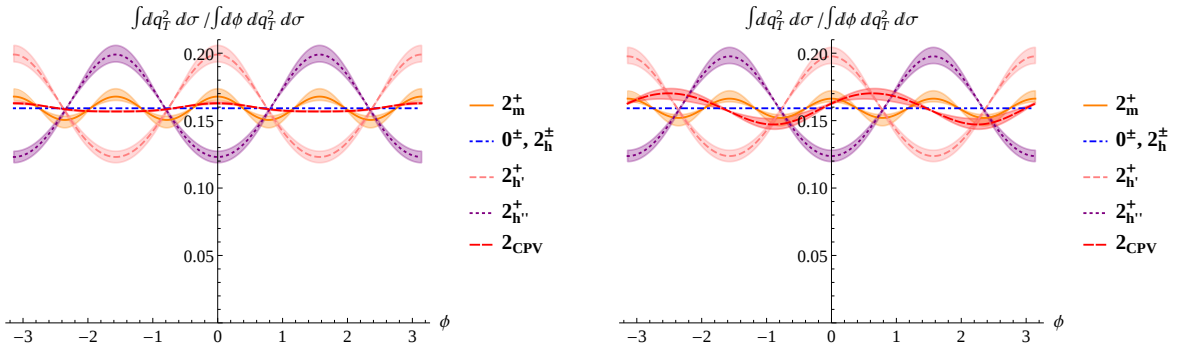 ∫dq_T^2 dσ / ∫dϕ dq_T^2 dσ
0.20
0.15
0.10
0.05
−3 −2 −1 0 1 2 3 ϕ
2_m^+
0^±, 2_h^±
2_h'^+
2_h''^+
2_CPV
∫dq_T^2 dσ / ∫dϕ dq_T^2 dσ
0.20
0.15
0.10
0.05
−3 −2 −1 0 1 2 3 ϕ
2_m^+
0^±, 2_h^±
2_h'^+
2_h''^+
2_CPV